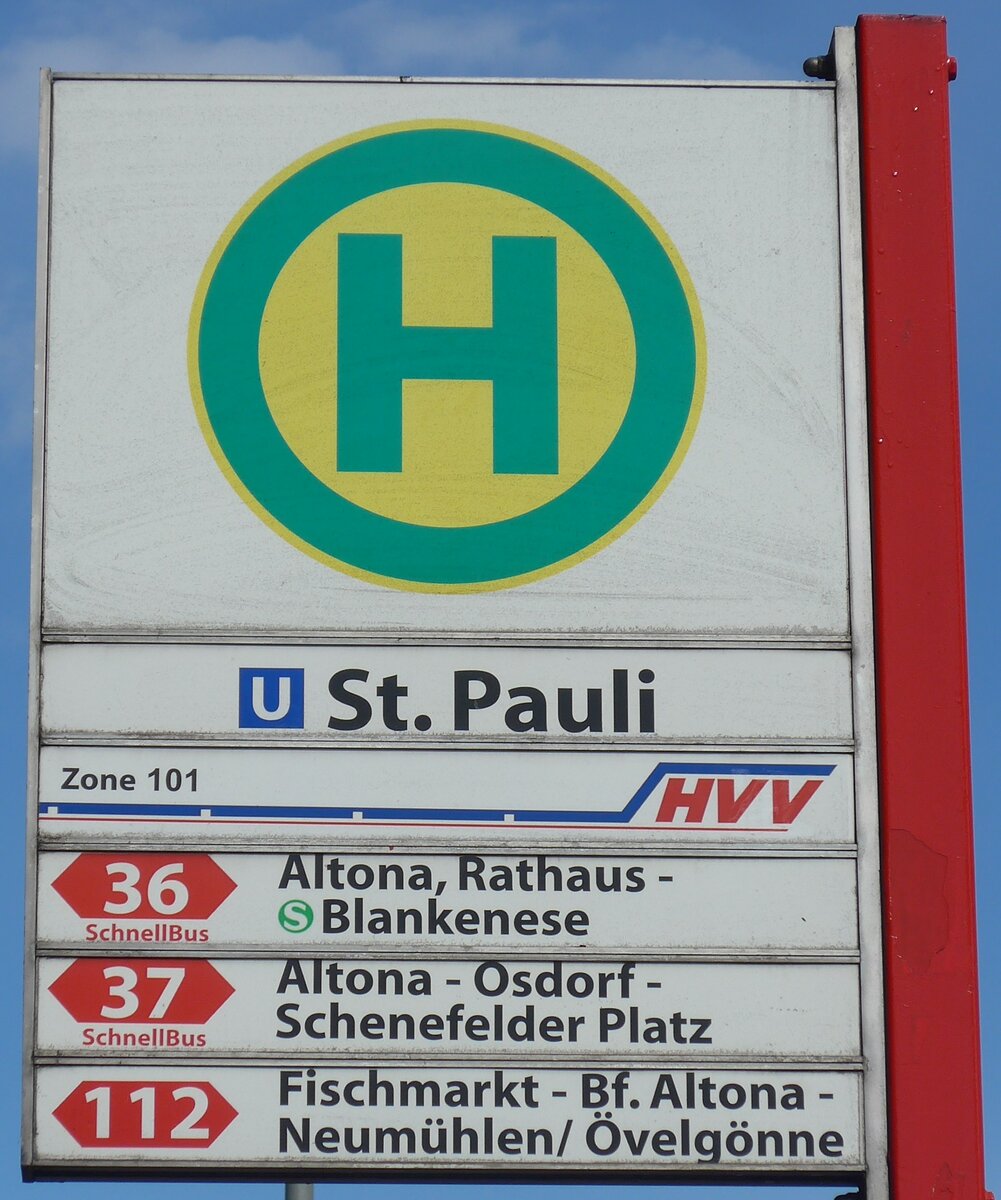 H
U St. Pauli
Zone 101
HVV
36
SchnellBus
Altona, Rathaus -
S Blankenese
37
SchnellBus
Altona - Osdorf -
Schenefelder Platz
112
Fischmarkt - Bf. Altona -
Neumühlen/ Övelgönne